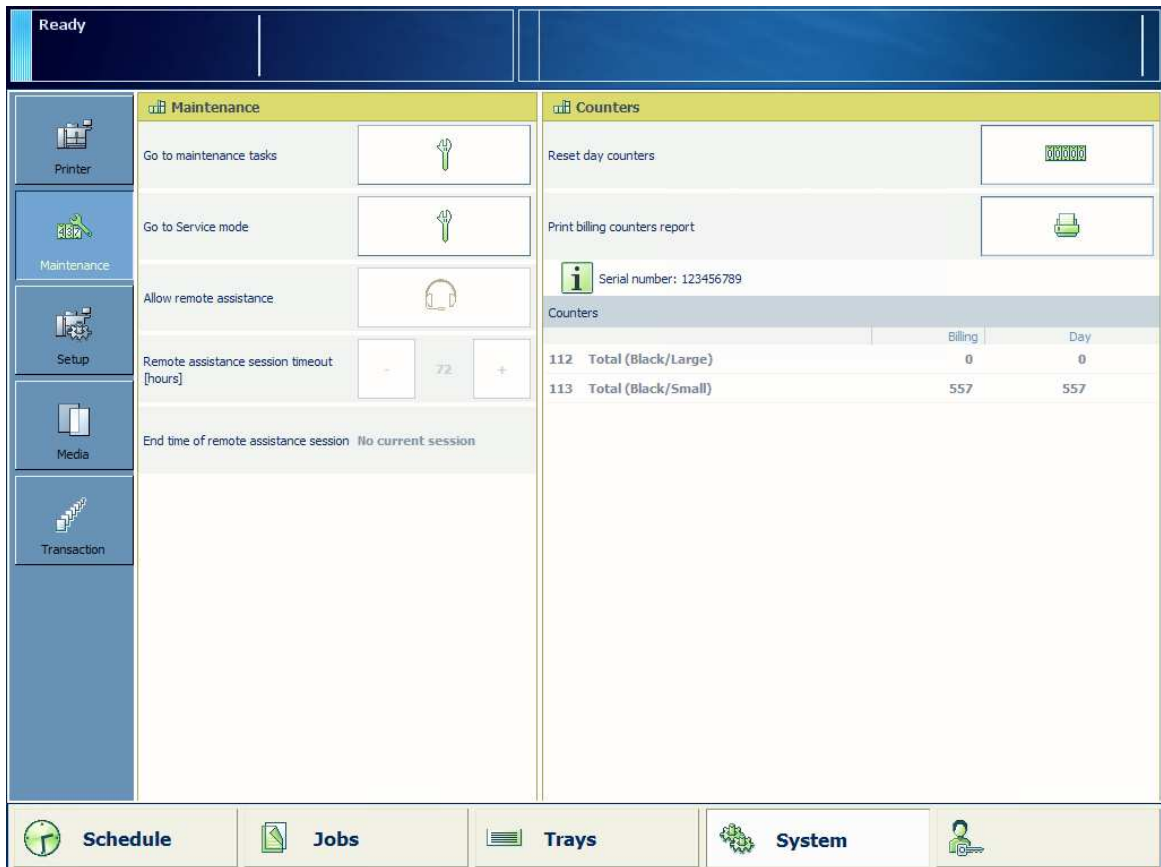 Ready
Printer
Maintenance
Setup
Media
Transaction
Maintenance
Go to maintenance tasks
Go to Service mode
Allow remote assistance
Remote assistance session timeout
[hours]
- 72 +
End time of remote assistance session No current session
Counters
Reset day counters
00000
Print billing counters report
i Serial number: 123456789
Counters
Billing Day
112 Total (Black/Large) 0 0
113 Total (Black/Small) 557 557
Schedule
Jobs
Trays
System